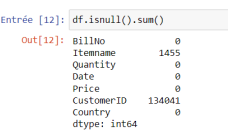 Entrée [12]: df.isnull().sum()
Out[12]: BillNo 0
Itemname 1455
Quantity 0
Date 0
Price 0
CustomerID 134041
Country 0
dtype: int64